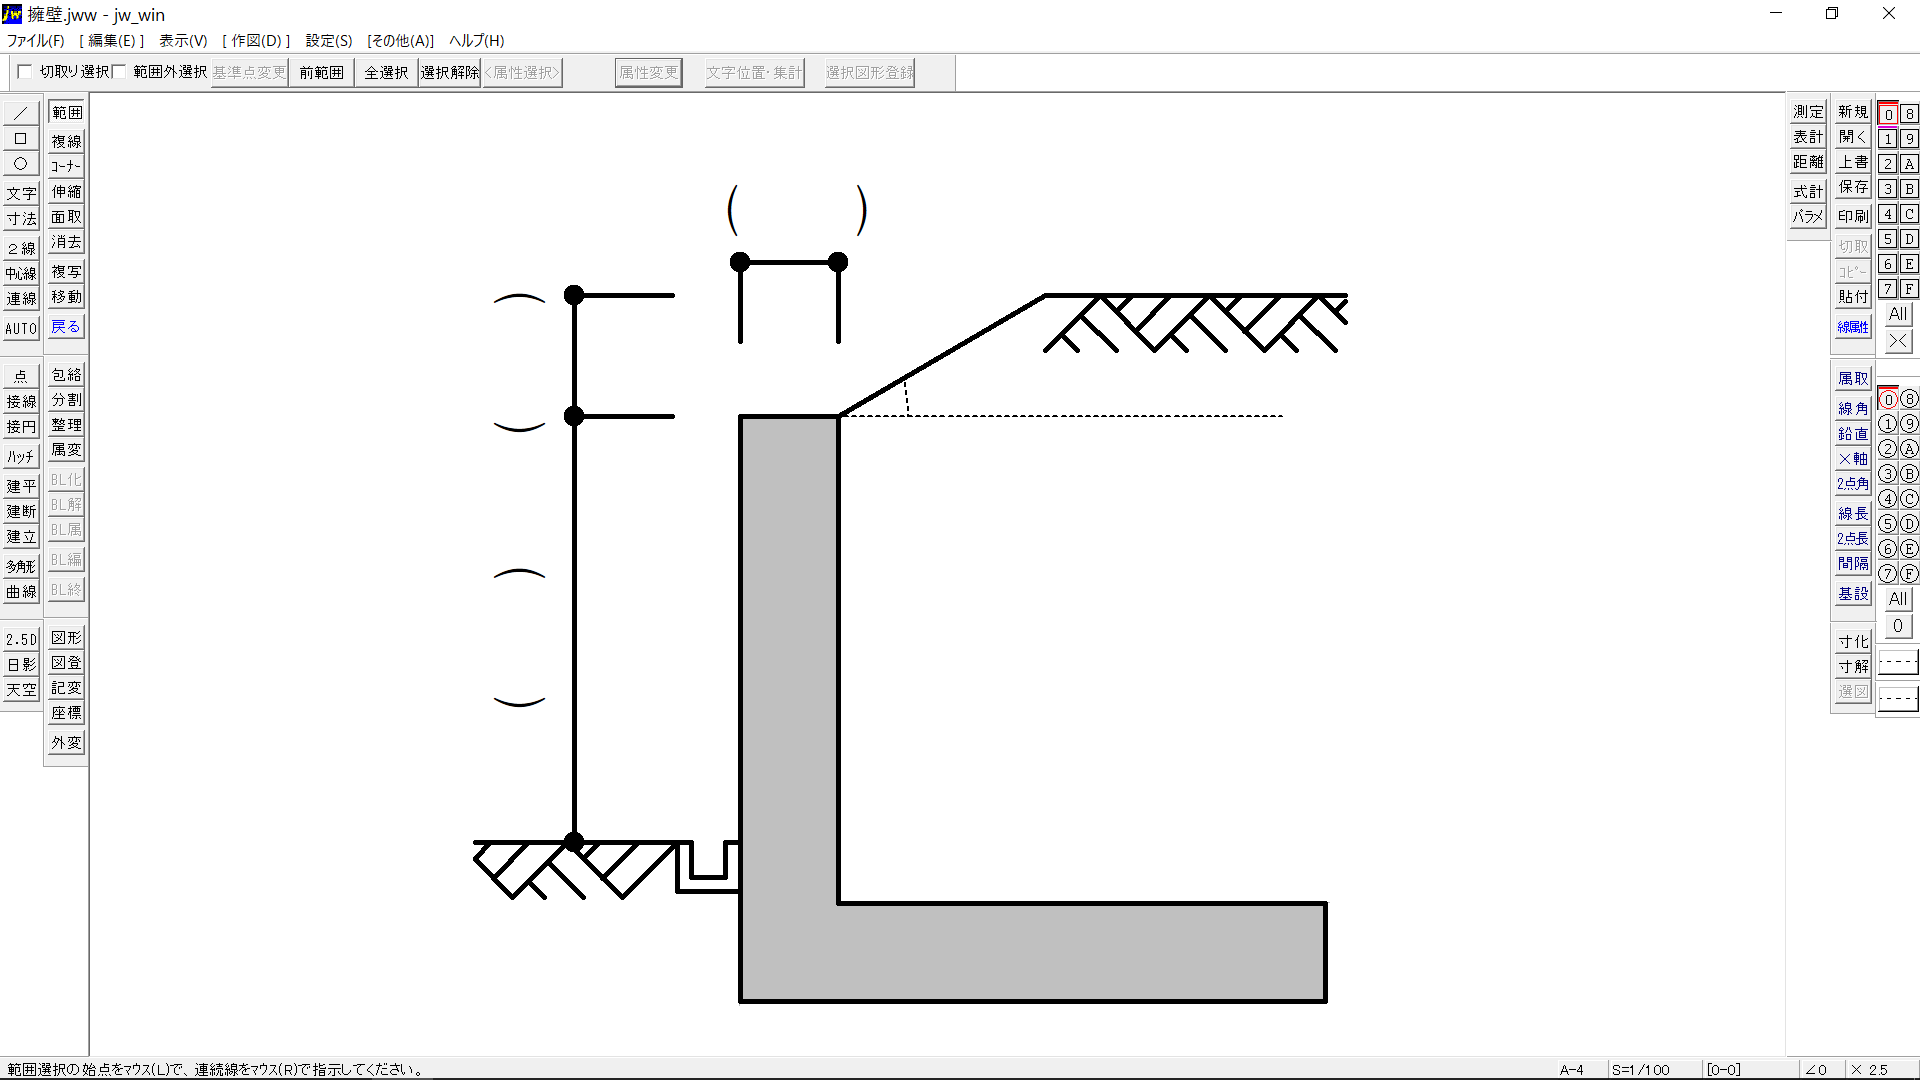 擁壁.jww - jw_win
ファイル(F) [ 編集(E) ] 表示(V) [ 作図(D) ] 設定(S) [その他(A)] ヘルプ(H)
切取り選択 範囲外選択 基準点変更 前範囲 全選択 選択解除 <属性選択> 属性変更 文字位置・集計 選択図形登録
／
□
○
文字
寸法
２線
中心線
連線
AUTO
点
接線
接円
ハッチ
建平
建断
建立
多角形
曲線
2.5D
日影
天空
範囲
複線
コーナー
伸縮
面取
消去
複写
移動
戻る
包絡
分割
整理
属変
BL化
BL解
BL属
BL編
BL終
図形
図登
記変
座標
外変
( )
( )
( )
測定
表計
距離
式計
パラメ
新規
開く
上書
保存
印刷
切取
コピー
貼付
線属性
属取
線角
鉛直
×軸
2点角
線長
2点長
間隔
基設
寸化
寸解
選図
0 8
1 9
2 A
3 B
4 C
5 D
6 E
7 F
All
×
0 8
1 9
2 A
3 B
4 C
5 D
6 E
7 F
All
0
範囲選択の始点をマウス(L)で、連続線をマウス(R)で指示してください。 A-4 S=1/100 [0-0] ∠0 × 2.5